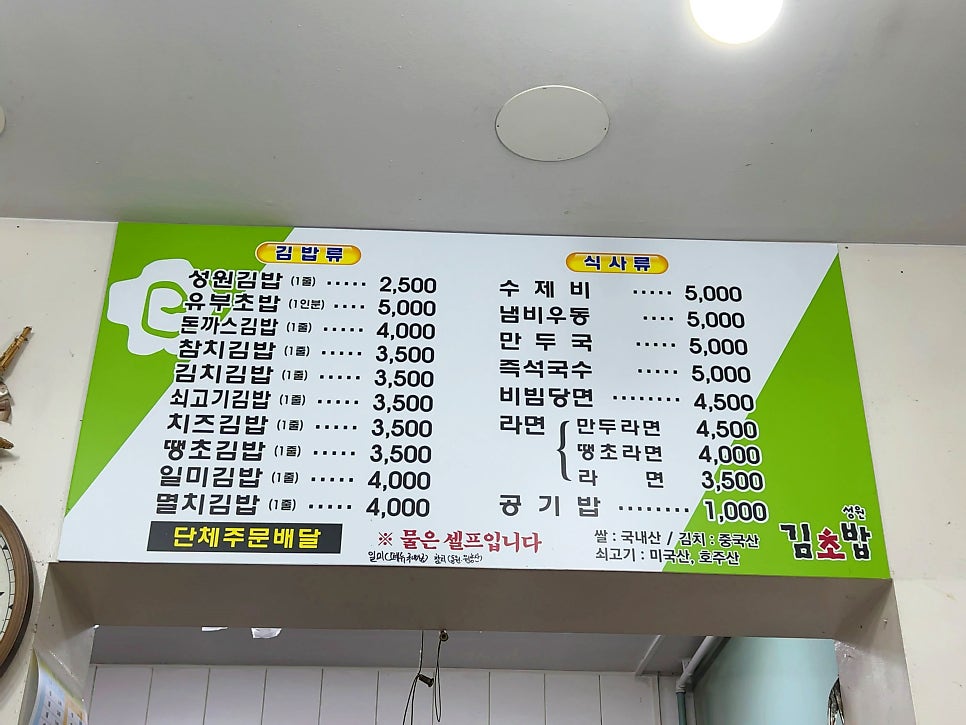 김밥류
성원김밥 (1줄) ····· 2,500
유부초밥 (1인분) ···· 5,000
돈까스김밥 (1줄) ···· 4,000
참치김밥 (1줄) ····· 3,500
김치김밥 (1줄) ····· 3,500
쇠고기김밥 (1줄) ···· 3,500
치즈김밥 (1줄) ····· 3,500
땡초김밥 (1줄) ····· 3,500
일미김밥 (1줄) ····· 4,000
멸치김밥 (1줄) ····· 4,000
단체주문배달
식사류
수제비 ····· 5,000
냄비우동 ···· 5,000
만두국 ····· 5,000
즉석국수 ····· 5,000
비빔당면 ········ 4,500
라면 { 만두라면 4,500
땡초라면 4,000
라면 3,500
공기밥 ········· 1,000
※ 물은 셀프입니다
쌀 : 국내산 / 김치 : 중국산
쇠고기 : 미국산, 호주산
성원
김초밥